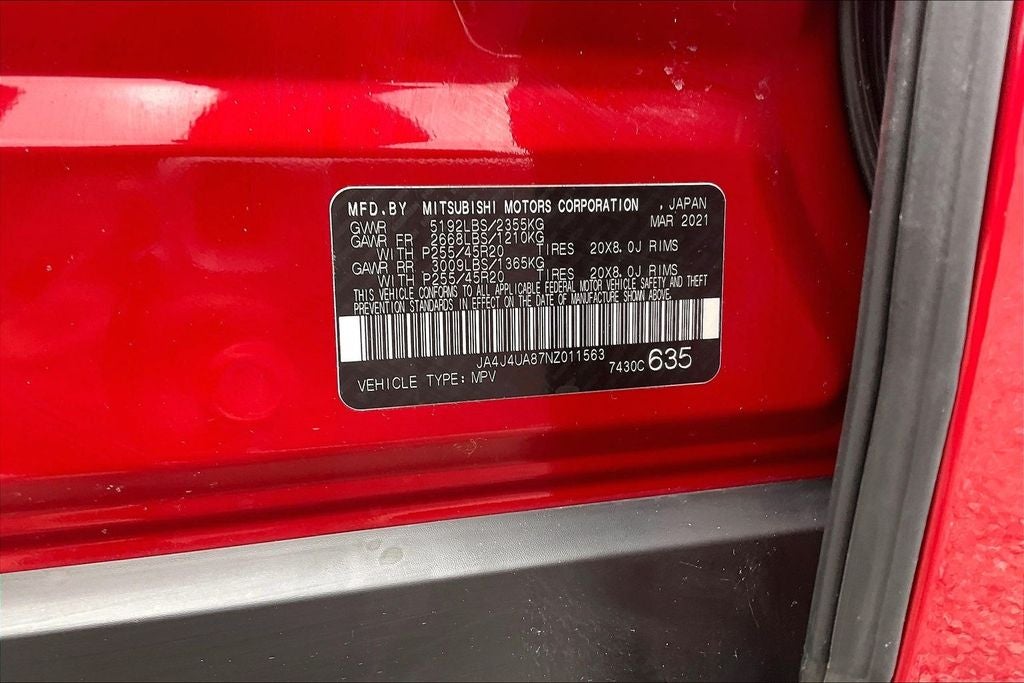 MFD.BY MITSUBISHI MOTORS CORPORATION , JAPAN
GVWR 5192LBS/2355KG MAR 2021
GAWR FR 2668LBS/1210KG
WITH P255/45R20 TIRES 20X8.0J RIMS
GAWR RR 3009LBS/1365KG
WITH P255/45R20 TIRES 20X8.0J RIMS
THIS VEHICLE CONFORMS TO ALL APPLICABLE FEDERAL MOTOR VEHICLE SAFETY AND THEFT
PREVENTION STANDARDS IN EFFECT ON THE DATE OF MANUFACTURE SHOWN ABOVE.
JA4J4UA87NZ011563
7430C 635
VEHICLE TYPE: MPV